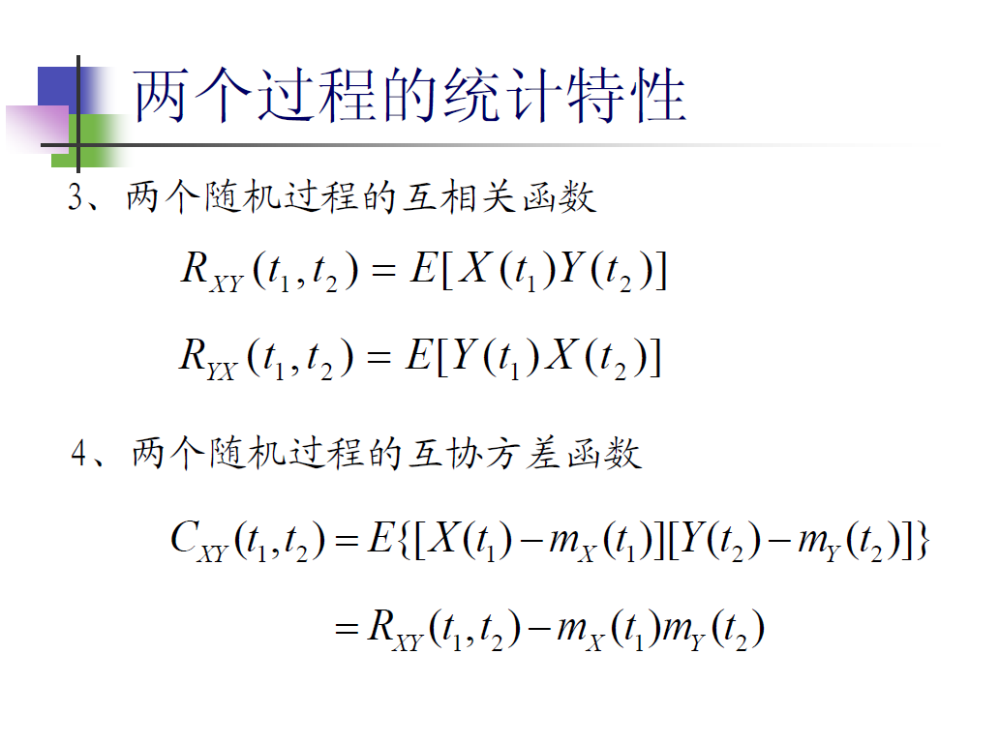 两个过程的统计特性
3、两个随机过程的互相关函数
R_{XY}(t_1,t_2)=E[X(t_1)Y(t_2)]
R_{YX}(t_1,t_2)=E[Y(t_1)X(t_2)]
4、两个随机过程的互协方差函数
C_{XY}(t_1,t_2)=E{[X(t_1)-m_X(t_1)][Y(t_2)-m_Y(t_2)]}
=R_{XY}(t_1,t_2)-m_X(t_1)m_Y(t_2)